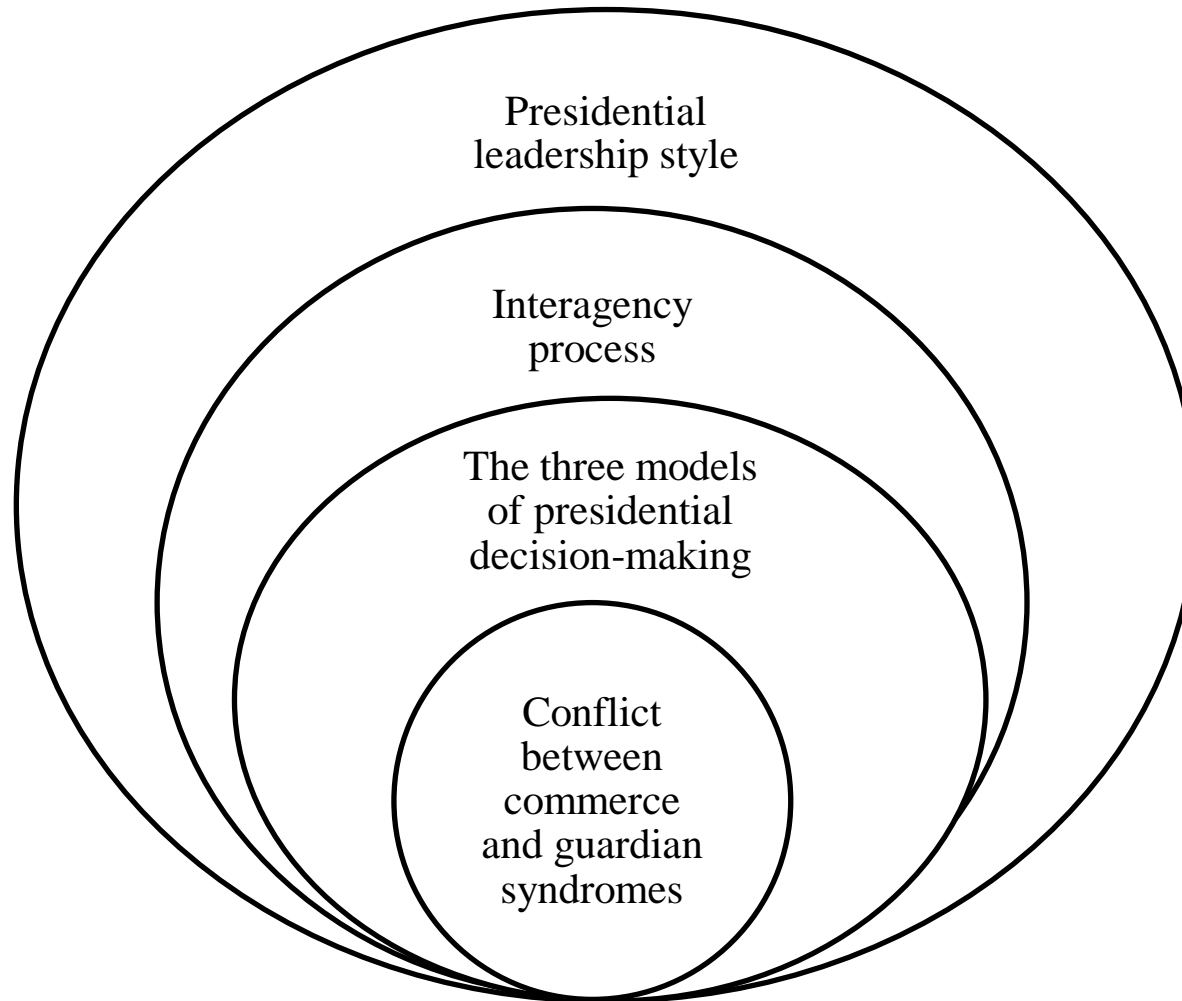 Presidential
leadership style
Interagency
process
The three models
of presidential
decision-making
Conflict
between
commerce
and guardian
syndromes